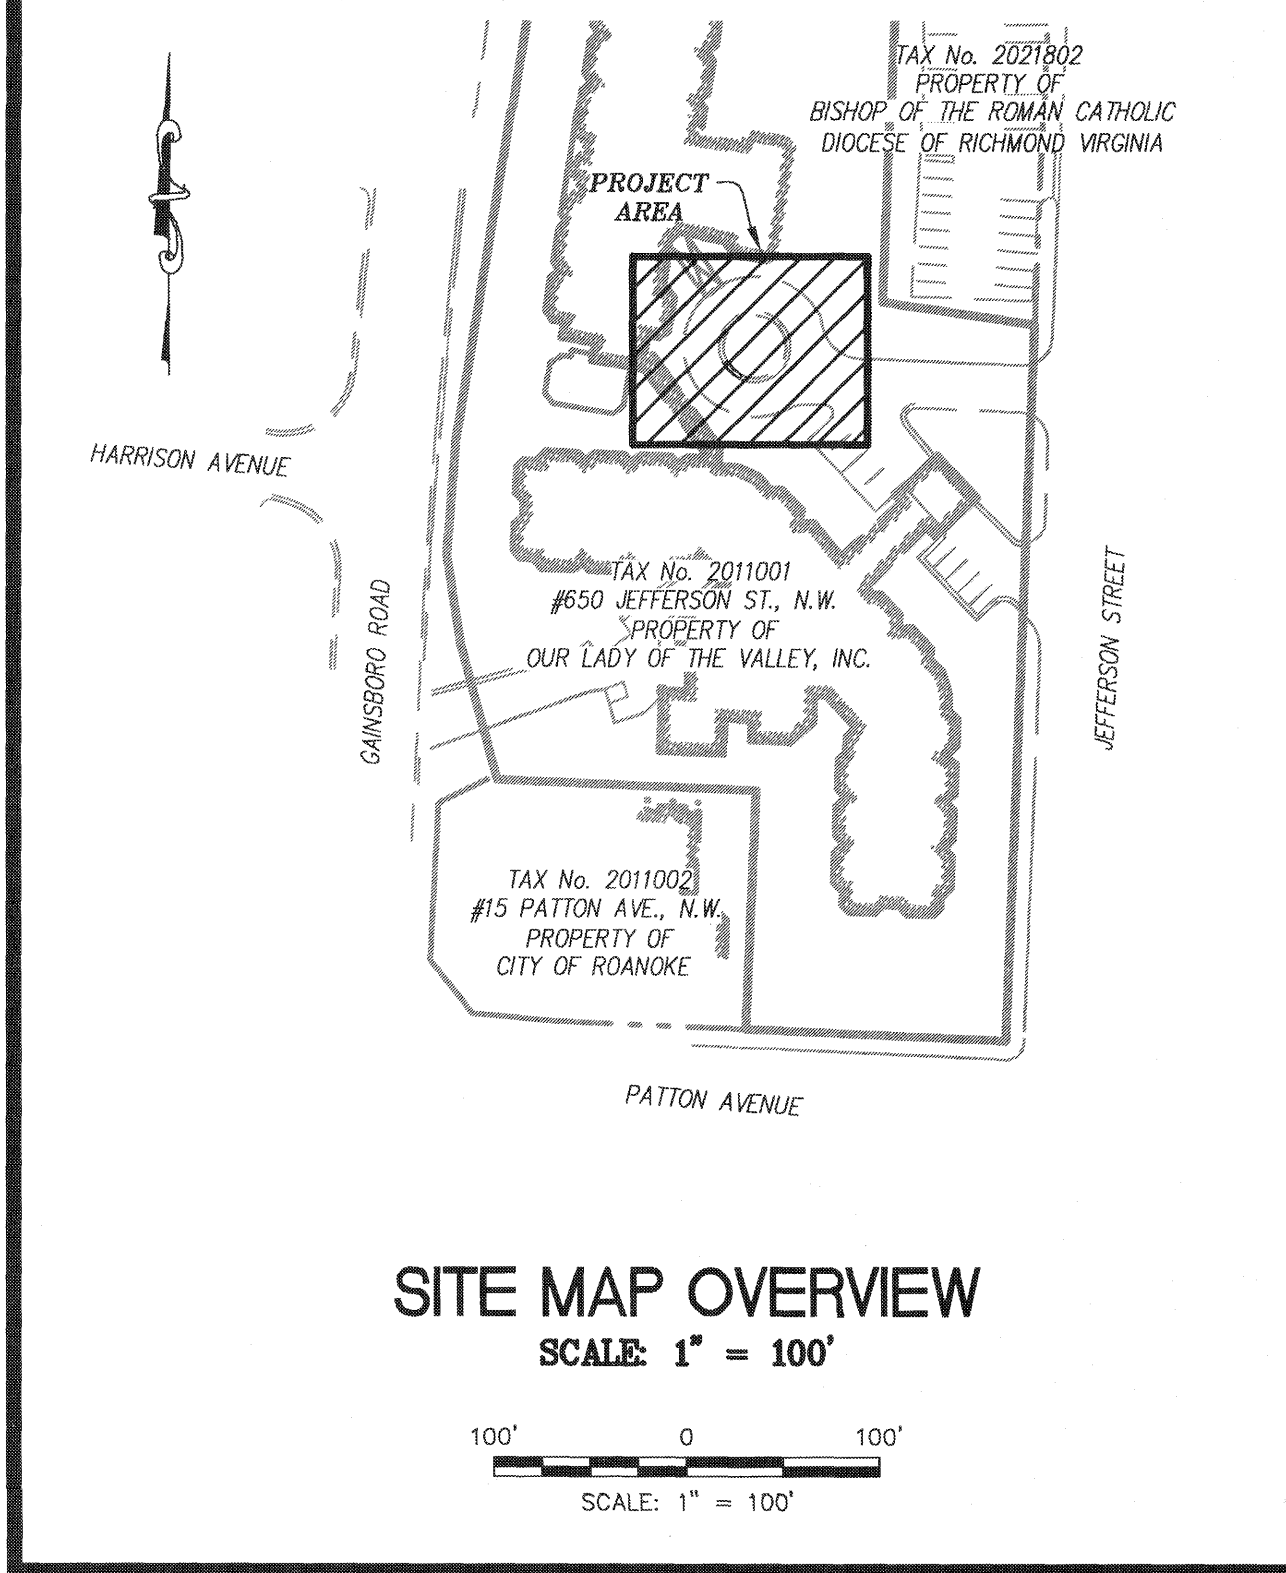 TAX No. 2021802
PROPERTY OF
BISHOP OF THE ROMAN CATHOLIC
DIOCESE OF RICHMOND VIRGINIA
PROJECT
AREA
HARRISON AVENUE
GAINSBORO ROAD
TAX No. 2011001
#650 JEFFERSON ST., N.W.
PROPERTY OF
OUR LADY OF THE VALLEY, INC.
JEFFERSON STREET
TAX No. 2011002
#15 PATTON AVE., N.W.
PROPERTY OF
CITY OF ROANOKE
PATTON AVENUE
SITE MAP OVERVIEW
SCALE: 1" = 100'
100' 0 100'
SCALE: 1" = 100'